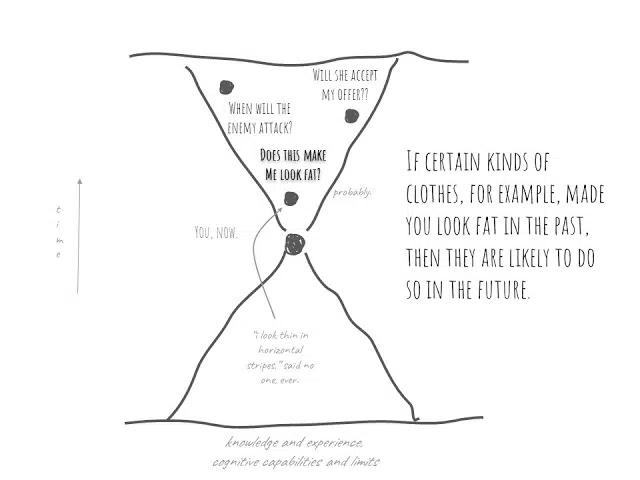 WILL SHE ACCEPT
MY OFFER??
WHEN WILL THE
ENEMY ATTACK?
DOES THIS MAKE
ME LOOK FAT?
probably.
YOU, NOW.
time
"i look thin in
horizontal
stripes," said no
one, ever.
knowledge and experience,
cognitive capabilities and limits
IF CERTAIN KINDS OF
CLOTHES, FOR EXAMPLE, MADE
YOU LOOK FAT IN THE PAST,
THEN THEY ARE LIKELY TO DO
SO IN THE FUTURE.